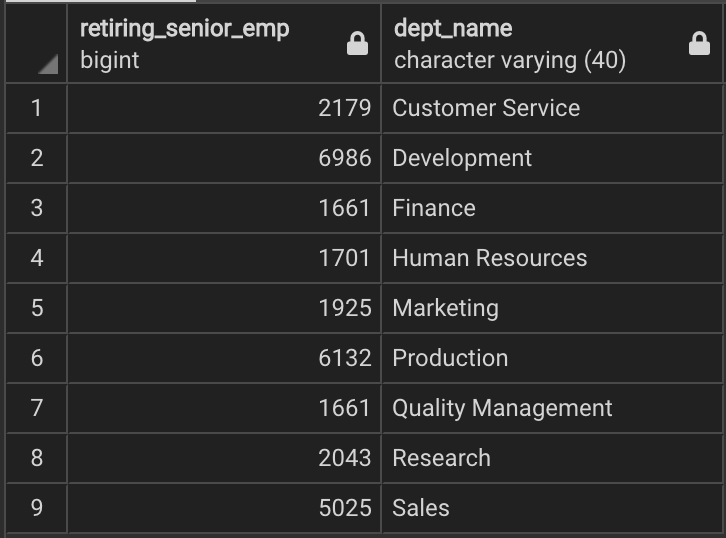 retiring_senior_emp dept_name
bigint character varying (40)
1 2179 Customer Service
2 6986 Development
3 1661 Finance
4 1701 Human Resources
5 1925 Marketing
6 6132 Production
7 1661 Quality Management
8 2043 Research
9 5025 Sales